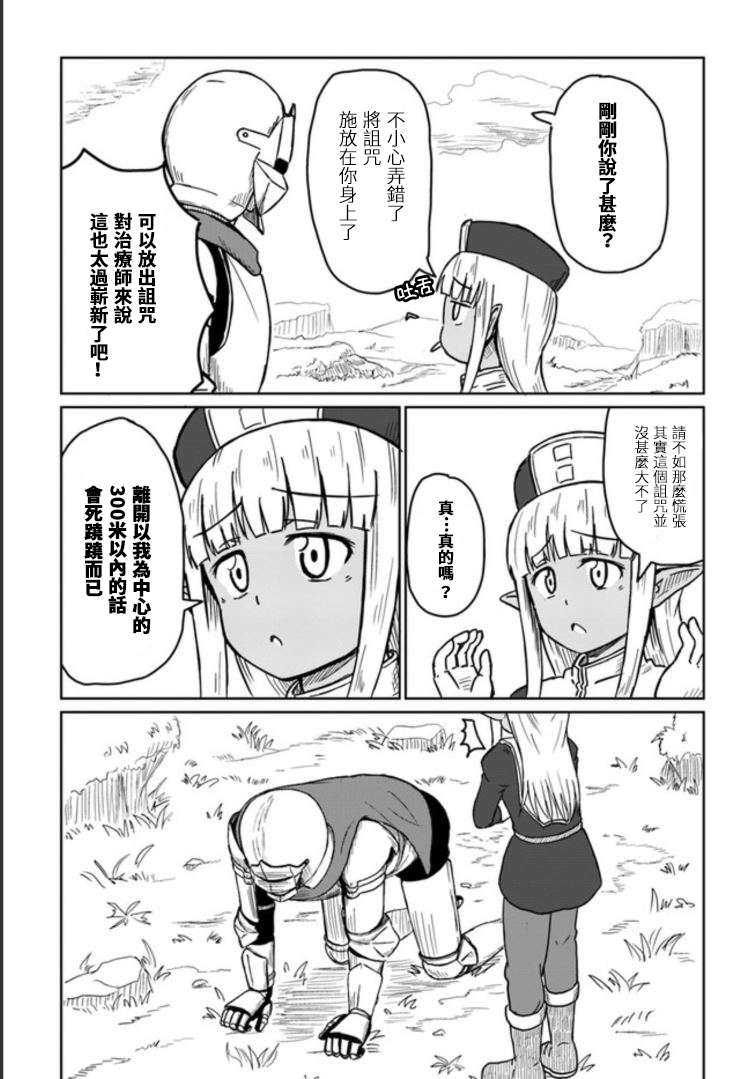 剛剛你說了甚麼？
不小心弄錯了
將詛咒
施放在你身上了
吐舌
可以放出詛咒
對治療師來說
這也太過嶄新了吧！
請不如那麼慌張
其實這個詛咒並
沒甚麼大不了
真…真的嗎？
離開以我為中心的
300米以內的話
會死蹺蹺而已